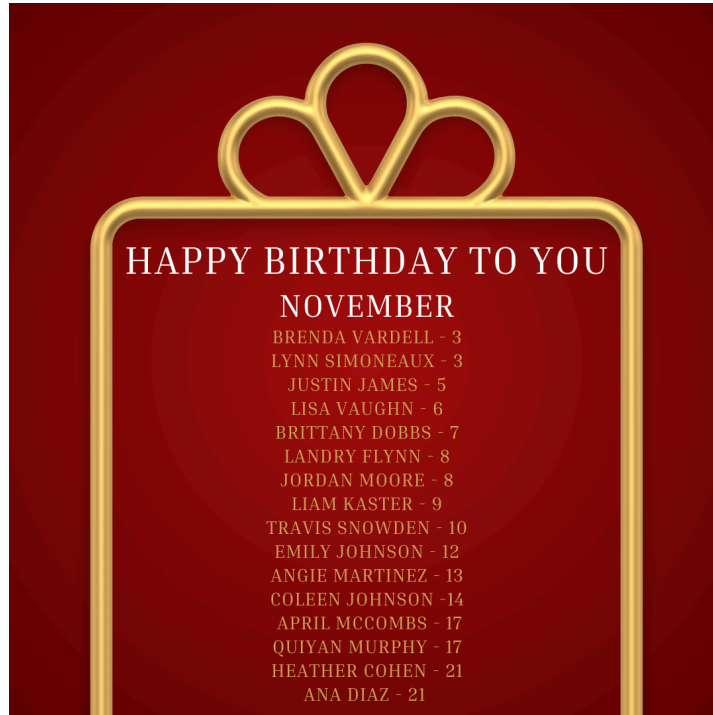 HAPPY BIRTHDAY TO YOU
NOVEMBER
BRENDA VARDELL - 3
LYNN SIMONEAUX - 3
JUSTIN JAMES - 5
LISA VAUGHN - 6
BRITTANY DOBBS - 7
LANDRY FLYNN - 8
JORDAN MOORE - 8
LIAM KASTER - 9
TRAVIS SNOWDEN - 10
EMILY JOHNSON - 12
ANGIE MARTINEZ - 13
COLEEN JOHNSON -14
APRIL MCCOMBS - 17
QUIYAN MURPHY - 17
HEATHER COHEN - 21
ANA DIAZ - 21